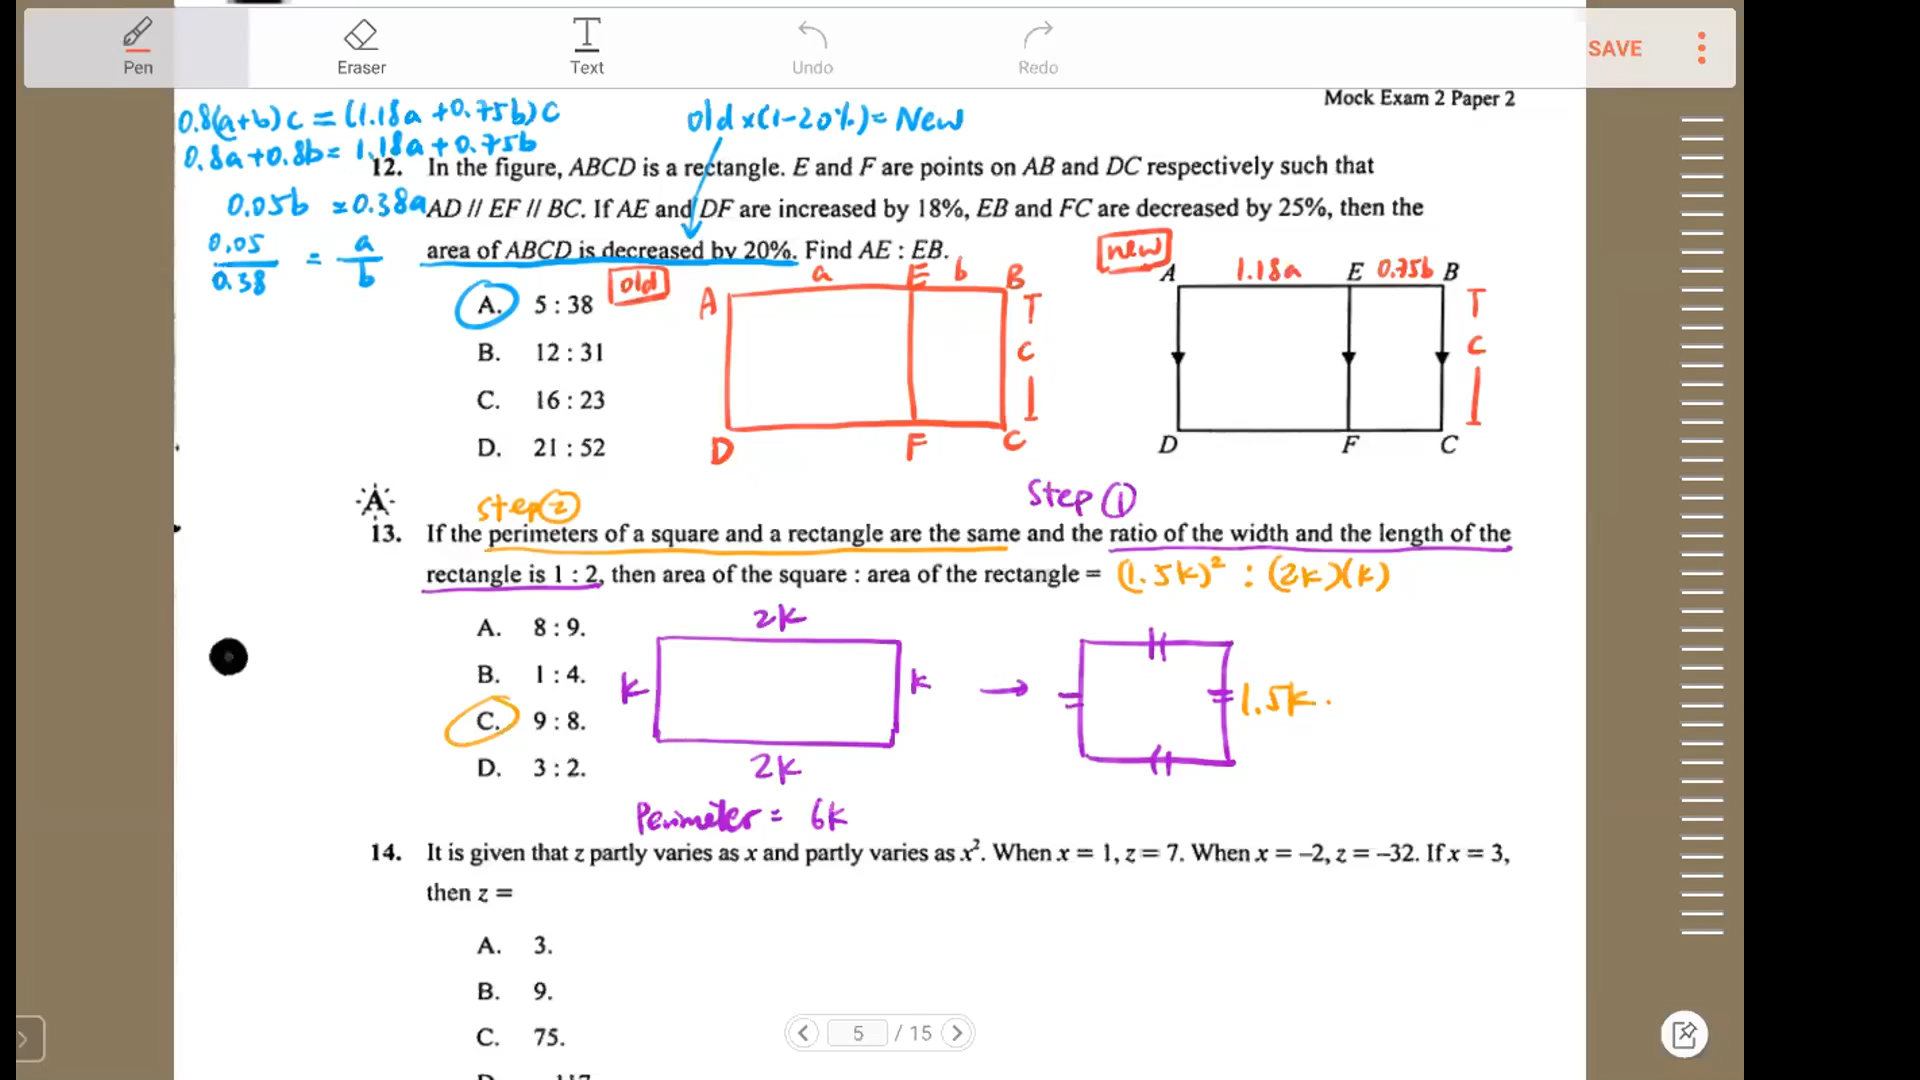 Pen
Eraser
Text
Undo
Redo
SAVE
Mock Exam 2 Paper 2
0.8(a+b)c = (1.18a +0.75b)c
old x(1-20%)= New
0.8a+0.8b= 1.18a+0.75b
12. In the figure, ABCD is a rectangle. E and F are points on AB and DC respectively such that
0.05b = 0.38a
AD // EF // BC. If AE and DF are increased by 18%, EB and FC are decreased by 25%, then the
0.05/0.38 = a/b
area of ABCD is decreased by 20%. Find AE : EB.
A. 5 : 38
B. 12 : 31
C. 16 : 23
D. 21 : 52
old
a
b
A
E
B
c
D
F
C
new
1.18a
0.75b
A
E
B
c
D
F
C
A
step 2
Step 1
13. If the perimeters of a square and a rectangle are the same and the ratio of the width and the length of the
rectangle is 1 : 2, then area of the square : area of the rectangle = (1.5k)² : (2k)(k)
A. 8 : 9.
B. 1 : 4.
C. 9 : 8.
D. 3 : 2.
2k
k
k
2k
1.5k.
Perimeter = 6k
14. It is given that z partly varies as x and partly varies as x². When x = 1, z = 7. When x = –2, z = –32. If x = 3,
then z =
A. 3.
B. 9.
C. 75.
5 / 15